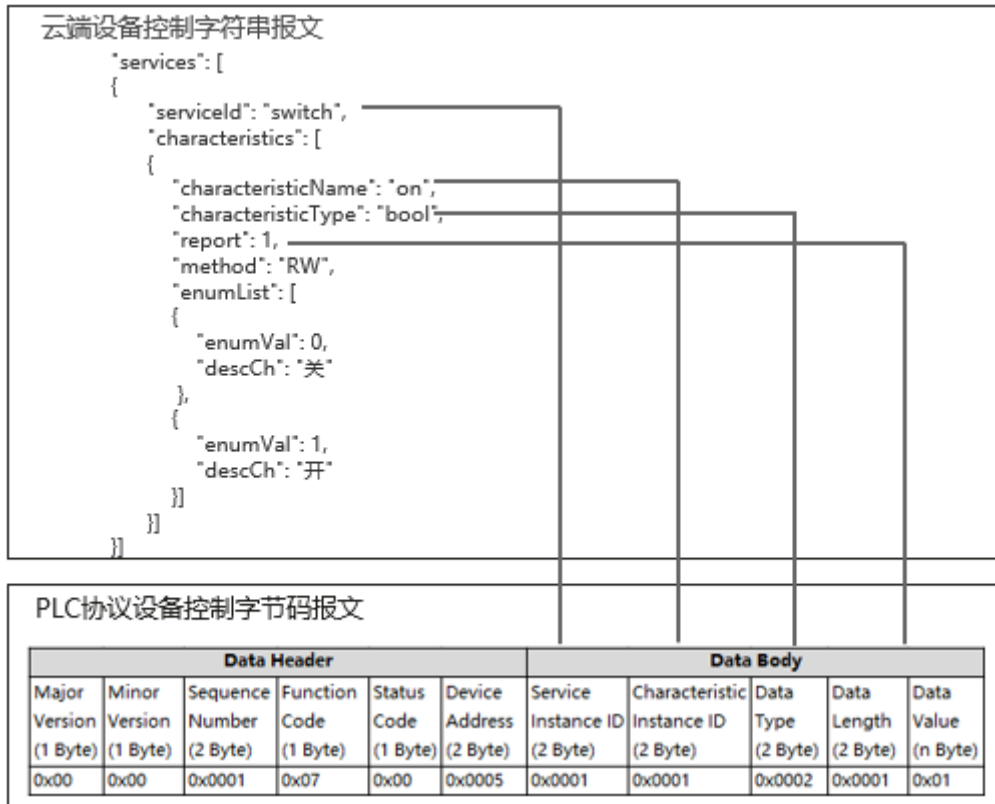 云端设备控制字符串报文
"services": [
{
"serviceId": "switch",
"characteristics": [
{
"characteristicName": "on",
"characteristicType": "bool",
"report": 1,
"method": "RW",
"enumList": [
{
"enumVal": 0,
"descCh": "关"
},
{
"enumVal": 1,
"descCh": "开"
}]
}]
}]
PLC协议设备控制字节码报文
Data Header Data Body
Major Minor Sequence Function Status Device Service Characteristic Data Data Data
Version Version Number Code Code Address Instance ID Instance ID Type Length Value
(1 Byte) (1 Byte) (2 Byte) (1 Byte) (1 Byte) (2 Byte) (2 Byte) (2 Byte) (2 Byte) (2 Byte) (n Byte)
0x00 0x00 0x0001 0x07 0x00 0x0005 0x0001 0x0001 0x0002 0x0001 0x01